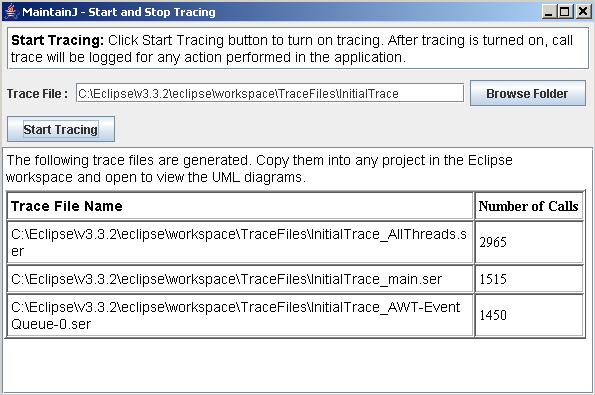 MaintainJ - Start and Stop Tracing
Start Tracing: Click Start Tracing button to turn on tracing. After tracing is turned on, call
trace will be logged for any action performed in the application.
Trace File : C:\Eclipse\v3.3.2\eclipse\workspace\TraceFiles\InitialTrace Browse Folder
Start Tracing
The following trace files are generated. Copy them into any project in the Eclipse
workspace and open to view the UML diagrams.
Trace File Name Number of Calls
C:\Eclipse\v3.3.2\eclipse\workspace\TraceFiles\InitialTrace_AllThreads.s
er 2965
C:\Eclipse\v3.3.2\eclipse\workspace\TraceFiles\InitialTrace_main.ser 1515
C:\Eclipse\v3.3.2\eclipse\workspace\TraceFiles\InitialTrace_AWT-Event
Queue-0.ser 1450